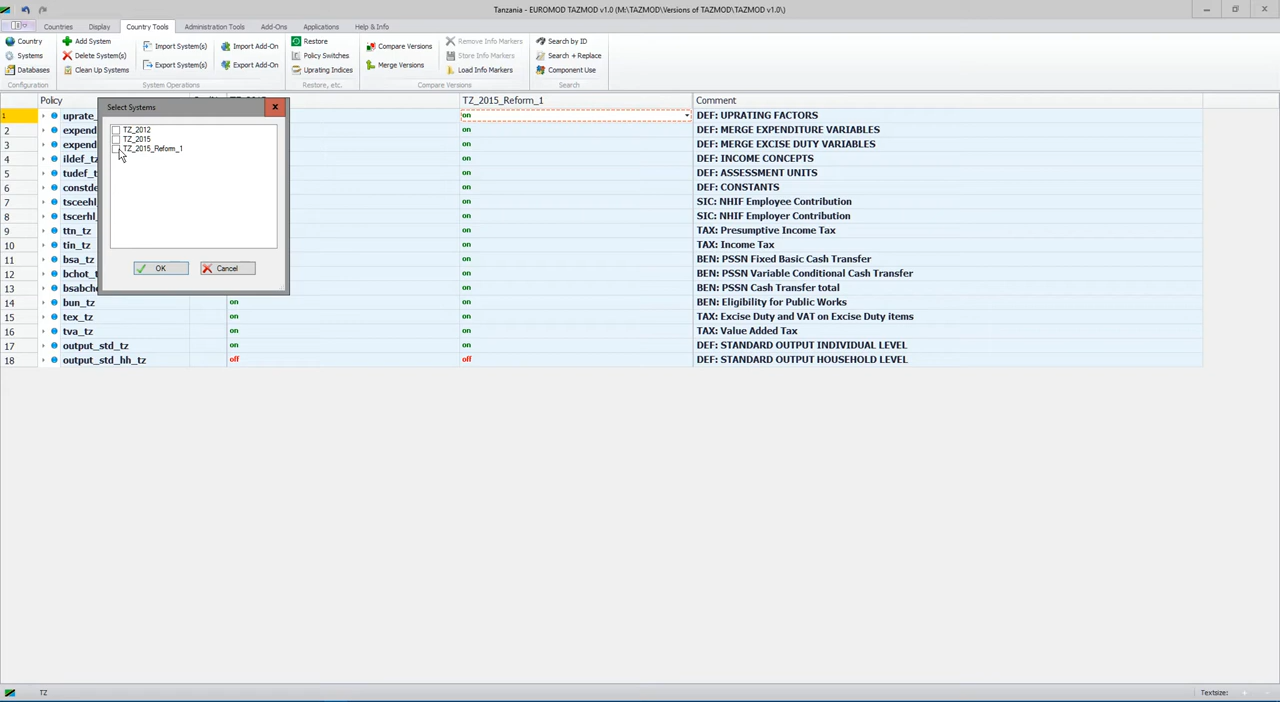 Tanzania - EUROMOD TAZMOD v1.0 (M:\TAZMOD\Versions of TAZMOD\TAZMOD v1.0\)
Countries Display Country Tools Administration Tools Add-Ons Applications Help & Info
Country Add System Import System(s) Import Add-On Restore Compare Versions Remove Info Markers Search by ID
Systems Delete System(s) Policy Switches Store Info Markers Search + Replace
Databases Clean Up Systems Export System(s) Export Add-On Uprating Indices Merge Versions Load Info Markers Component Use
Configuration System Operations Restore, etc. Compare Versions Search
Policy TZ_2015_Reform_1 Comment
Select Systems
TZ_2012
TZ_2015
TZ_2015_Reform_1
OK Cancel
1 uprate_ on DEF: UPRATING FACTORS
2 expend on DEF: MERGE EXPENDITURE VARIABLES
3 expend on DEF: MERGE EXCISE DUTY VARIABLES
4 ildef_tz on DEF: INCOME CONCEPTS
5 tudef_tz on DEF: ASSESSMENT UNITS
6 constde on DEF: CONSTANTS
7 tsceehl_ on SIC: NHIF Employee Contribution
8 tscerhl_ on SIC: NHIF Employer Contribution
9 ttn_tz on TAX: Presumptive Income Tax
10 tin_tz on TAX: Income Tax
11 bsa_tz on BEN: PSSN Fixed Basic Cash Transfer
12 bchot_t on BEN: PSSN Variable Conditional Cash Transfer
13 bsabch on BEN: PSSN Cash Transfer total
14 bun_tz on on BEN: Eligibility for Public Works
15 tex_tz on on TAX: Excise Duty and VAT on Excise Duty items
16 tva_tz on on TAX: Value Added Tax
17 output_std_tz on on DEF: STANDARD OUTPUT INDIVIDUAL LEVEL
18 output_std_hh_tz off off DEF: STANDARD OUTPUT HOUSEHOLD LEVEL
TZ Textsize: